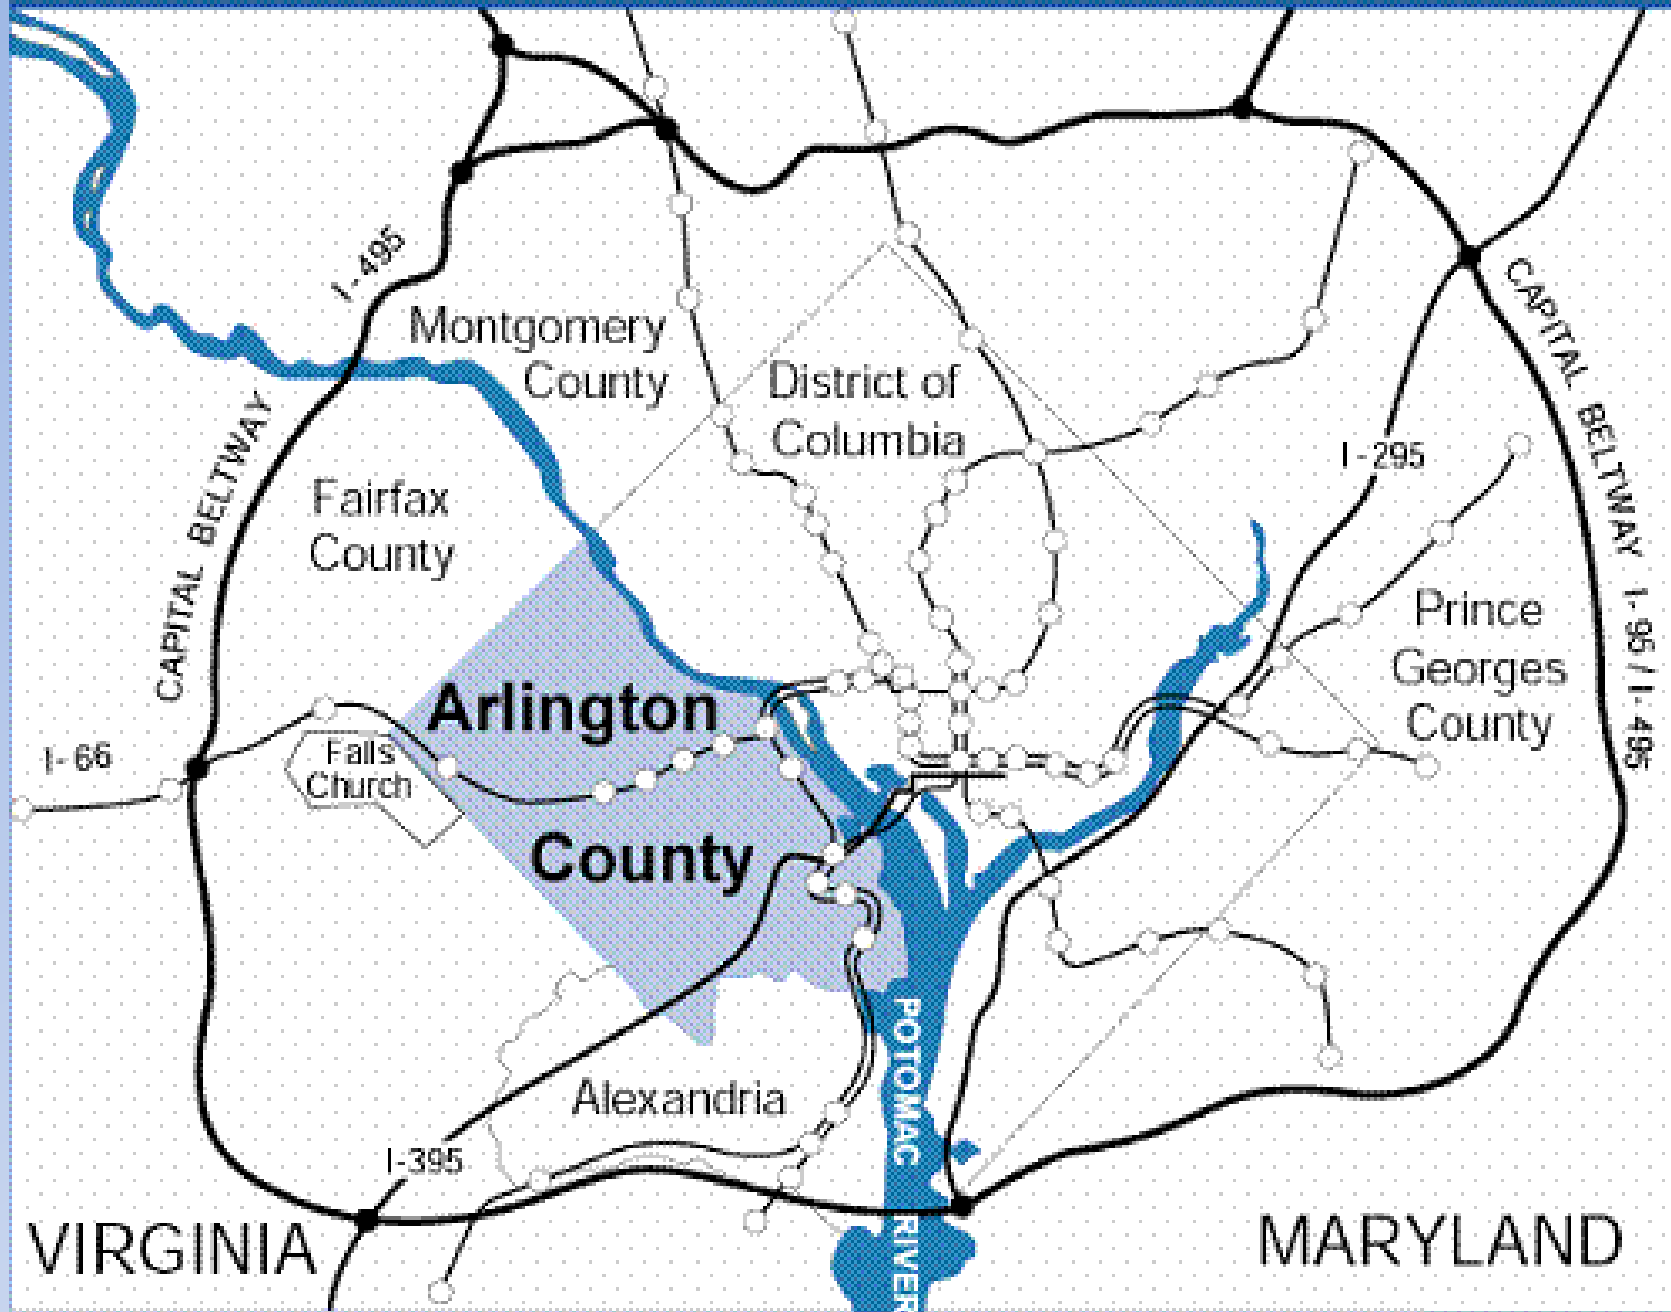 I-495
Montgomery
County
District of
Columbia
CAPITAL BELTWAY
CAPITAL BELTWAY I-95 / I-495
I-295
Fairfax
County
Prince
Georges
County
Arlington
I-66
Falls
Church
County
POTOMAC RIVER
Alexandria
I-395
VIRGINIA
MARYLAND